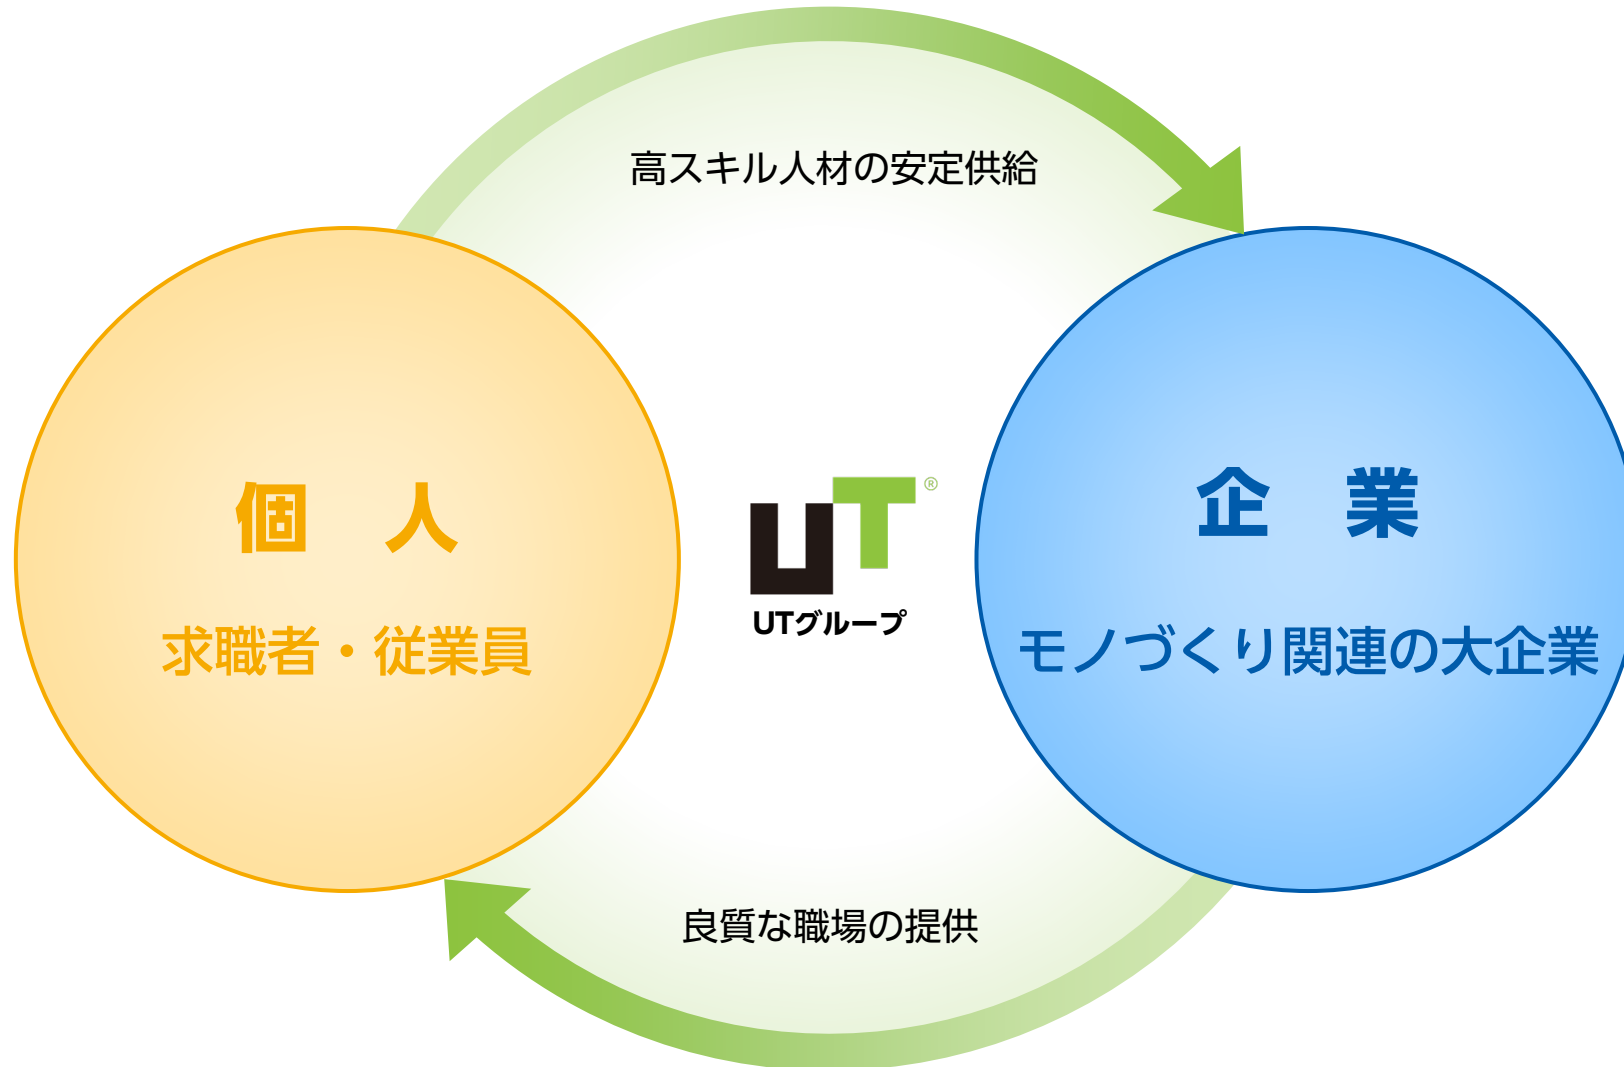 高スキル人材の安定供給
個　人
求職者・従業員
UT®
UTグループ
企　業
モノづくり関連の大企業
良質な職場の提供